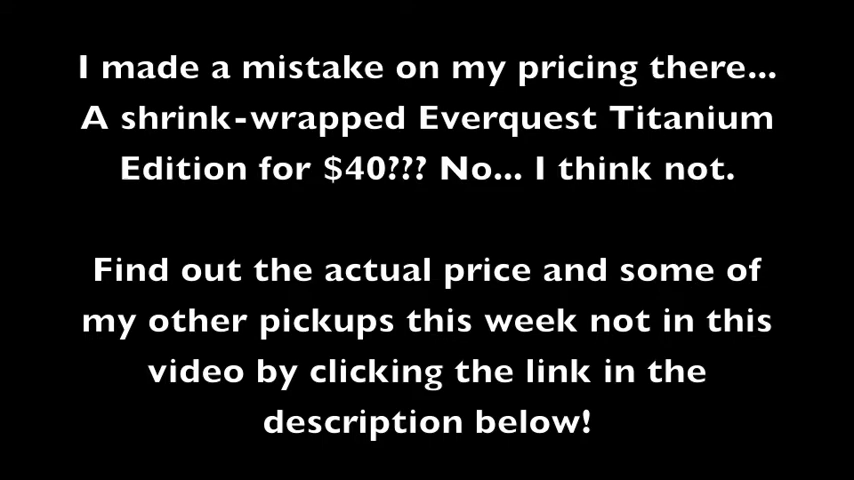 I made a mistake on my pricing there...
A shrink-wrapped Everquest Titanium
Edition for $40??? No... I think not.
Find out the actual price and some of
my other pickups this week not in this
video by clicking the link in the
description below!